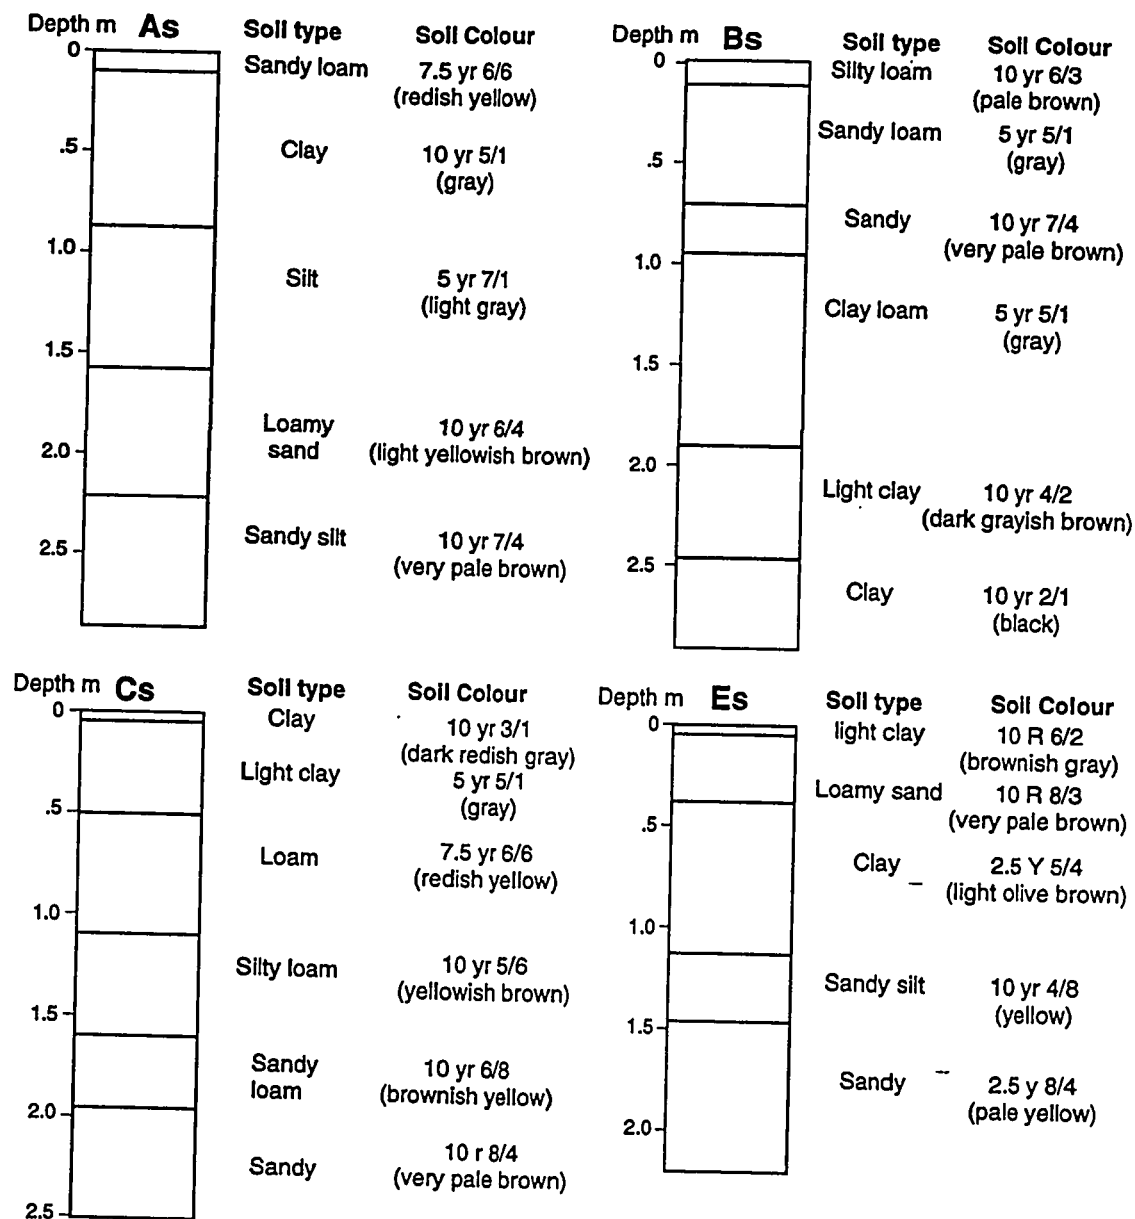 Depth m As Soil type Soil Colour
0
Sandy loam 7.5 yr 6/6
(redish yellow)
.5
Clay 10 yr 5/1
(gray)
1.0
Silt 5 yr 7/1
(light gray)
1.5
Loamy
sand
10 yr 6/4
(light yellowish brown)
2.0
Sandy silt 10 yr 7/4
(very pale brown)
2.5
Depth m Bs Soil type Soil Colour
0
Silty loam 10 yr 6/3
(pale brown)
Sandy loam 5 yr 5/1
(gray)
.5
Sandy 10 yr 7/4
(very pale brown)
1.0
Clay loam 5 yr 5/1
(gray)
1.5
2.0
Light clay 10 yr 4/2
(dark grayish brown)
2.5
Clay 10 yr 2/1
(black)
Depth m Cs Soil type Soil Colour
0
Clay 10 yr 3/1
(dark redish gray)
Light clay 5 yr 5/1
(gray)
.5
Loam 7.5 yr 6/6
(redish yellow)
1.0
Silty loam 10 yr 5/6
(yellowish brown)
1.5
Sandy
loam
10 yr 6/8
(brownish yellow)
2.0
Sandy 10 r 8/4
(very pale brown)
2.5
Depth m Es Soil type Soil Colour
0
light clay 10 R 6/2
(brownish gray)
Loamy sand 10 R 8/3
(very pale brown)
.5
Clay 2.5 Y 5/4
(light olive brown)
1.0
Sandy silt 10 yr 4/8
(yellow)
1.5
Sandy 2.5 y 8/4
(pale yellow)
2.0